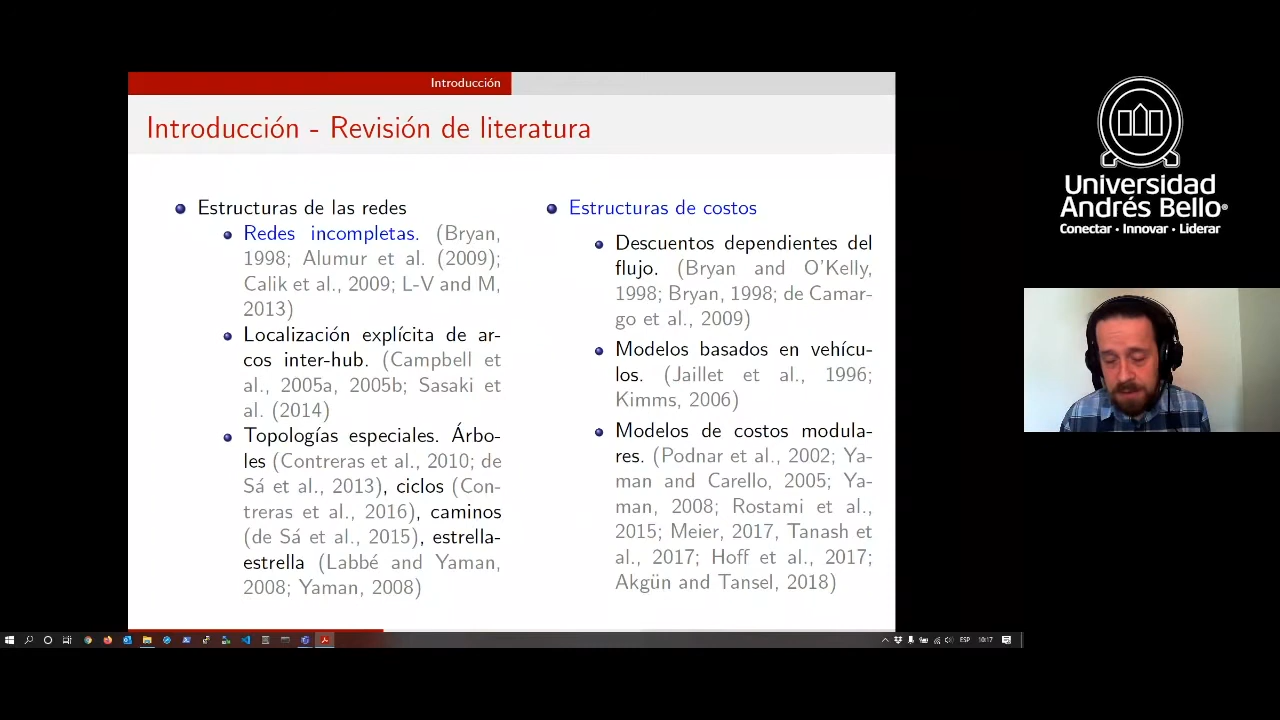 Introducción
Introducción - Revisión de literatura
Estructuras de las redes
Redes incompletas. (Bryan,
1998; Alumur et al. (2009);
Calik et al., 2009; L-V and M,
2013)
Localización explícita de ar-
cos inter-hub. (Campbell et
al., 2005a, 2005b; Sasaki et
al. (2014)
Topologías especiales. Árbo-
les (Contreras et al., 2010; de
Sá et al., 2013), ciclos (Con-
treras et al., 2016), caminos
(de Sá et al., 2015), estrella-
estrella (Labbé and Yaman,
2008; Yaman, 2008)
Estructuras de costos
Descuentos dependientes del
flujo. (Bryan and O'Kelly,
1998; Bryan, 1998; de Camar-
go et al., 2009)
Modelos basados en vehícu-
los. (Jaillet et al., 1996;
Kimms, 2006)
Modelos de costos modula-
res. (Podnar et al., 2002; Ya-
man and Carello, 2005; Ya-
man, 2008; Rostami et al.,
2015; Meier, 2017, Tanash et
al., 2017; Hoff et al., 2017;
Akgün and Tansel, 2018)
Universidad
Andrés Bello®
Conectar · Innovar · Liderar
ESP
10:17